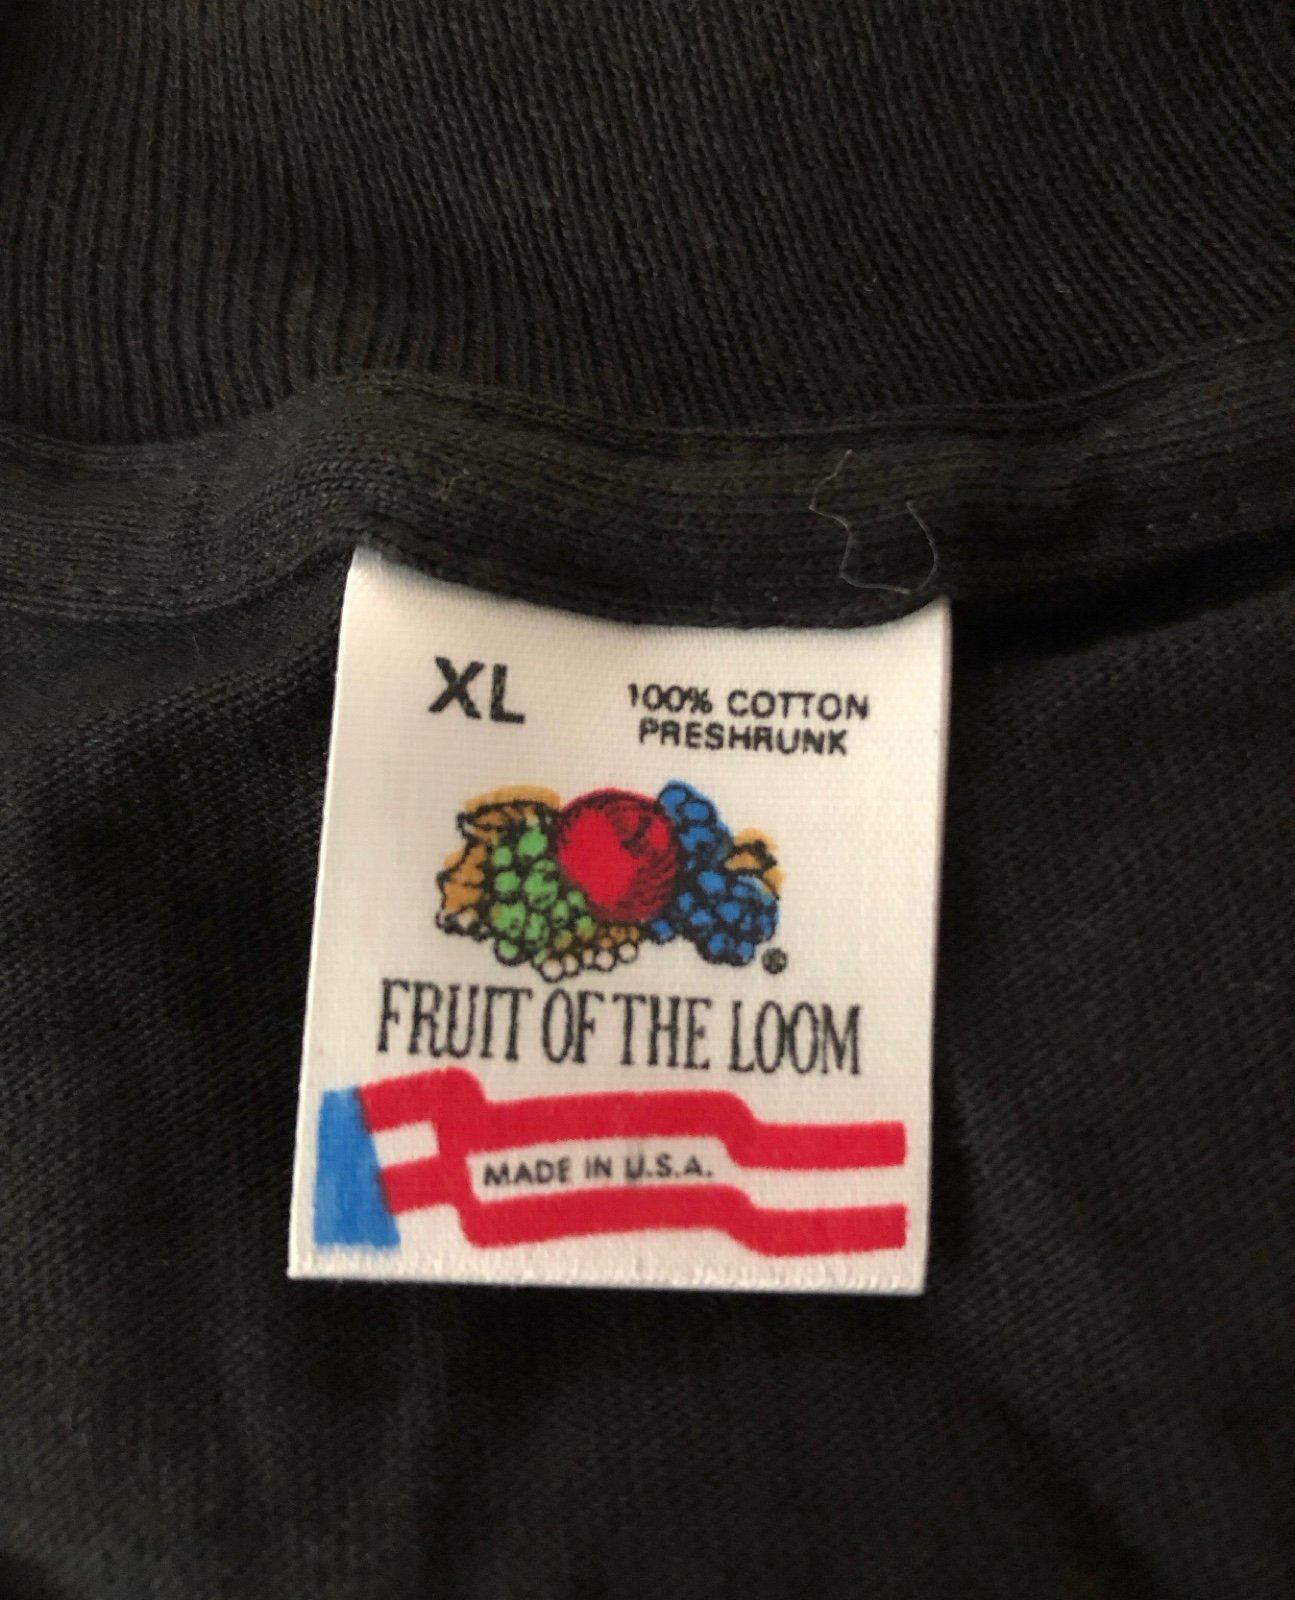 XL
100% COTTON
PRESHRUNK
®
FRUIT OF THE LOOM
MADE IN U.S.A.